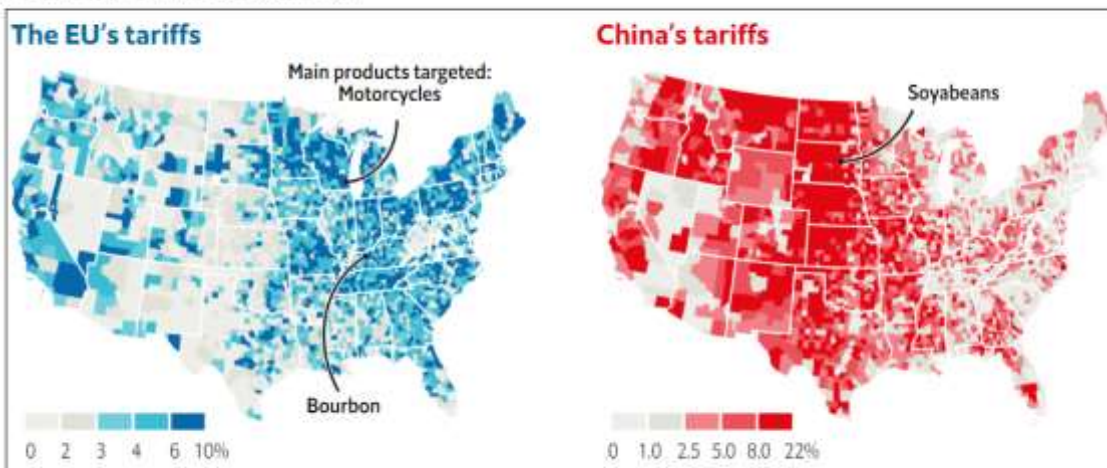 The EU's tariffs
Main products targeted:
Motorcycles
Bourbon
0 2 3 4 6 10%
China's tariffs
Soyabeans
0 1.0 2.5 5.0 8.0 22%